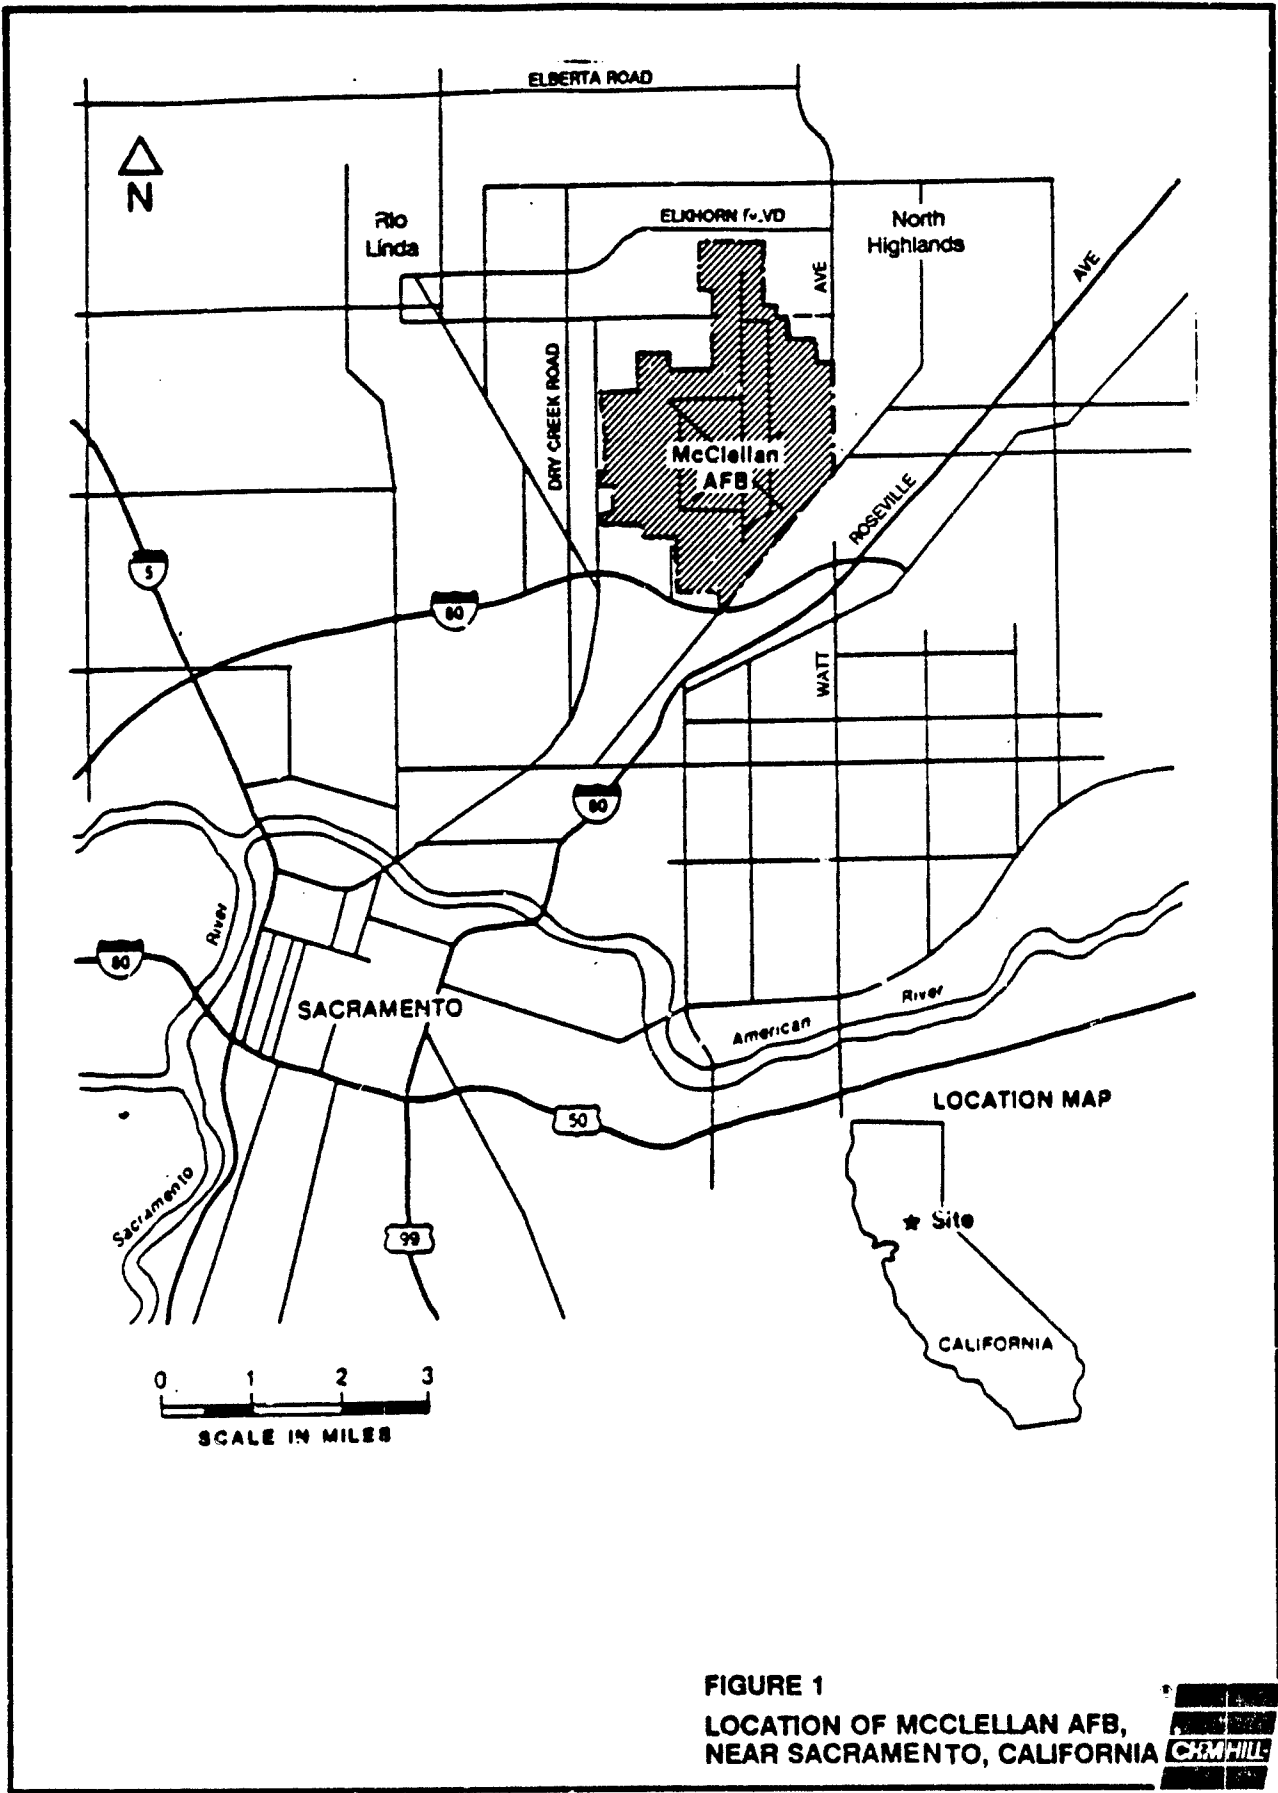 ELBERTA ROAD
N
Rio
Linda
ELKHORN BLVD
North
Highlands
AVE
AVE
DRY CREEK ROAD
McClellan
AFB
ROSEVILLE
5
80
WATT
80
River
80
SACRAMENTO
River
American
50
LOCATION MAP
Sacramento
99
Site
CALIFORNIA
0 1 2 3
SCALE IN MILES
FIGURE 1
LOCATION OF MCCLELLAN AFB,
NEAR SACRAMENTO, CALIFORNIA
CH2M HILL